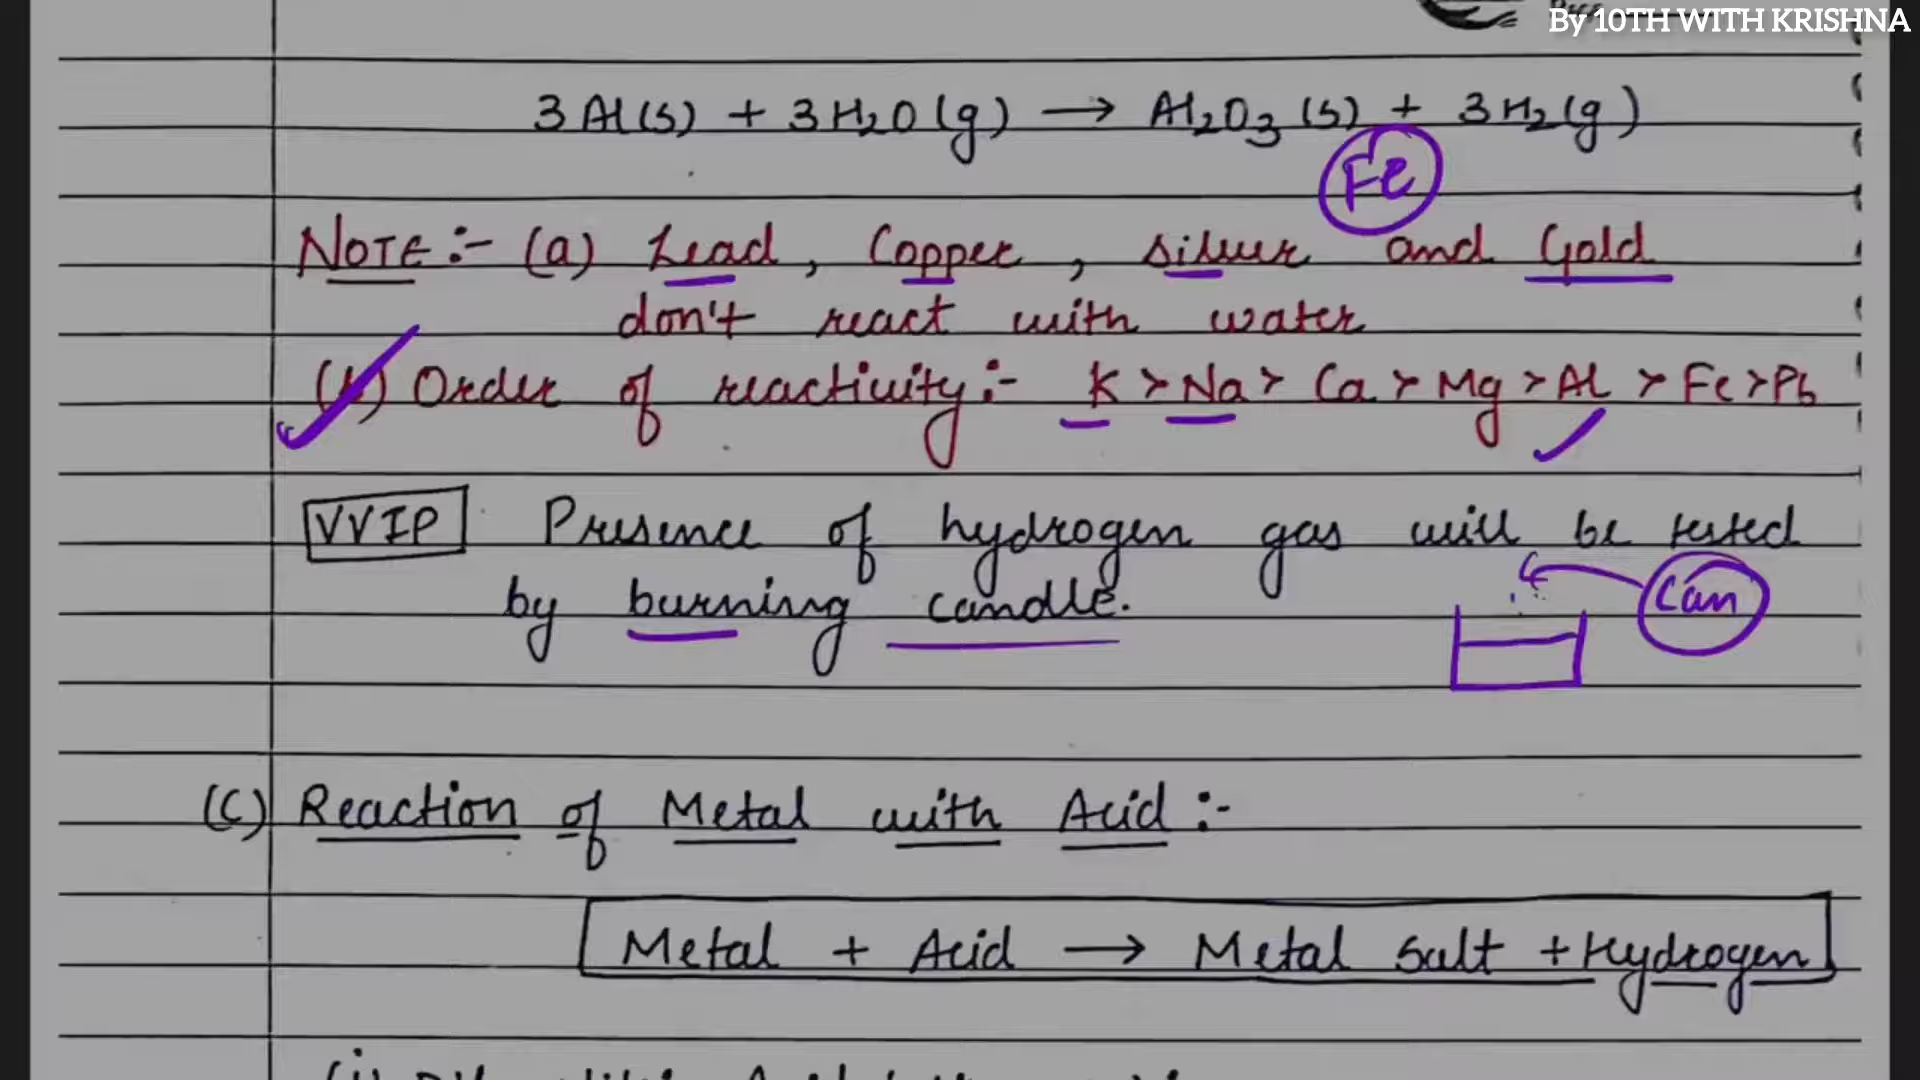 By 10TH WITH KRISHNA
3Al(s) + 3H₂O(g) → Al₂O₃(s) + 3H₂(g)
Fe
NOTE:- (a) Lead, Copper, silver and Gold
don't react with water
(b) Order of reactivity:- K > Na > Ca > Mg > Al > Fe > Pb
VVIP Presence of hydrogen gas will be tested
by burning candle.
Can
(C) Reaction of Metal with Acid:-
Metal + Acid → Metal salt + Hydrogen